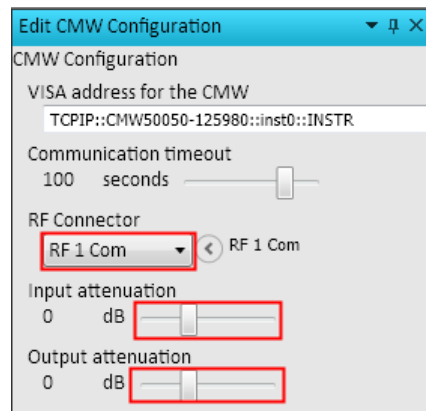 Edit CMW Configuration
CMW Configuration
VISA address for the CMW
TCPIP::CMW50050-125980::inst0::INSTR
Communication timeout
100 seconds
RF Connector
RF 1 Com RF 1 Com
Input attenuation
0 dB
Output attenuation
0 dB